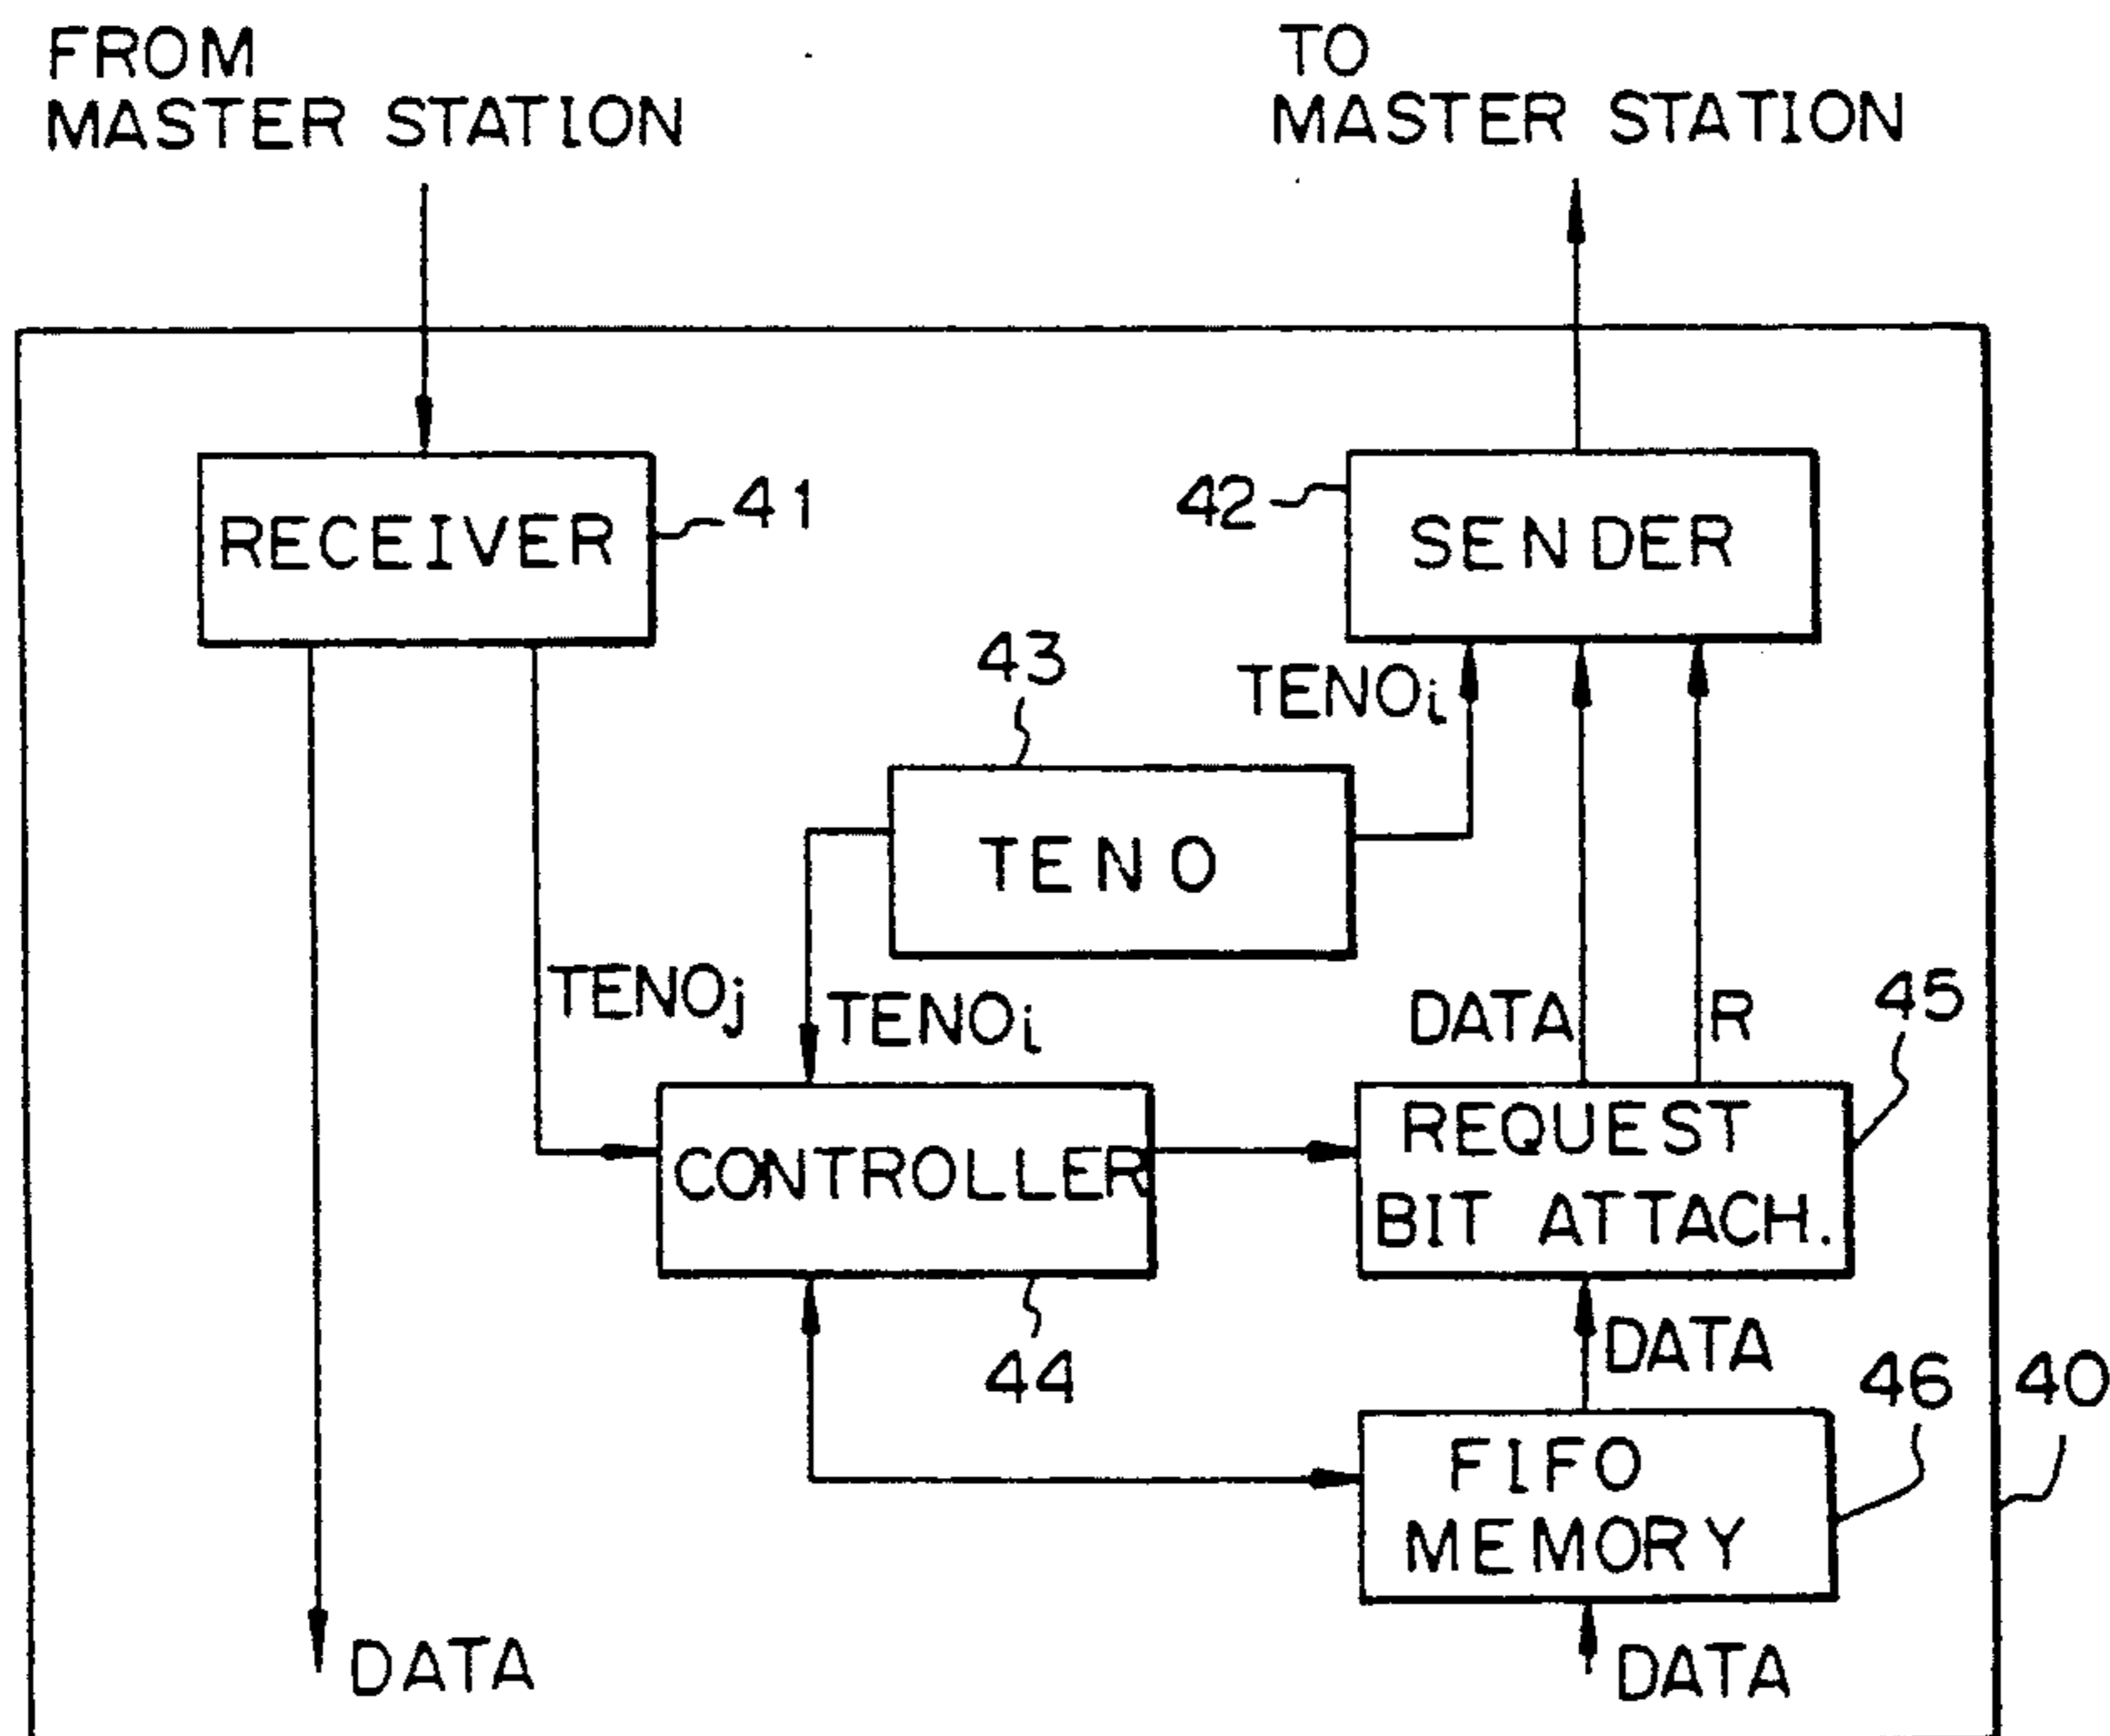 FROM
MASTER STATION
TO
MASTER STATION
RECEIVER
41
42
SENDER
43
TENOi
TENO
TENOj
TENOi
DATA
R
45
CONTROLLER
REQUEST
BIT ATTACH.
44
DATA
46
40
FIFO
MEMORY
DATA
DATA